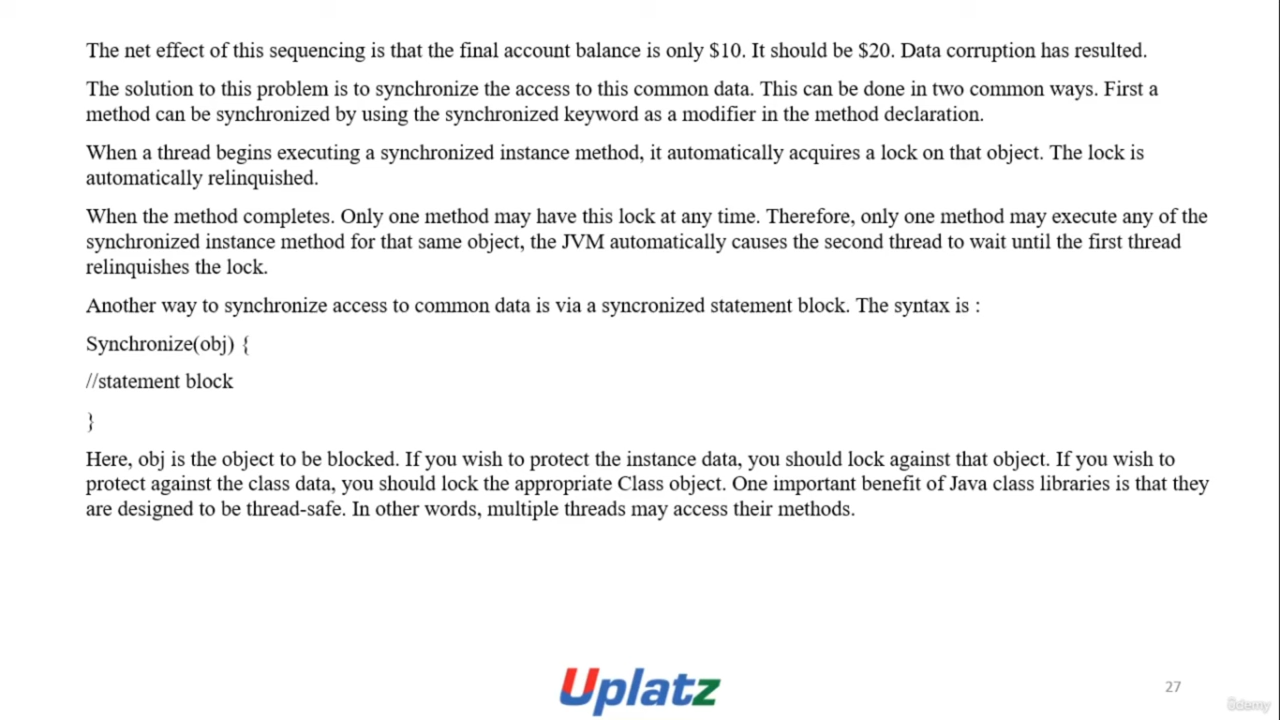 The net effect of this sequencing is that the final account balance is only $10. It should be $20. Data corruption has resulted.
The solution to this problem is to synchronize the access to this common data. This can be done in two common ways. First a
method can be synchronized by using the synchronized keyword as a modifier in the method declaration.
When a thread begins executing a synchronized instance method, it automatically acquires a lock on that object. The lock is
automatically relinquished.
When the method completes. Only one method may have this lock at any time. Therefore, only one method may execute any of the
synchronized instance method for that same object, the JVM automatically causes the second thread to wait until the first thread
relinquishes the lock.
Another way to synchronize access to common data is via a syncronized statement block. The syntax is :
Synchronize(obj) {
//statement block
}
Here, obj is the object to be blocked. If you wish to protect the instance data, you should lock against that object. If you wish to
protect against the class data, you should lock the appropriate Class object. One important benefit of Java class libraries is that they
are designed to be thread-safe. In other words, multiple threads may access their methods.
Uplatz
27
ûdemy